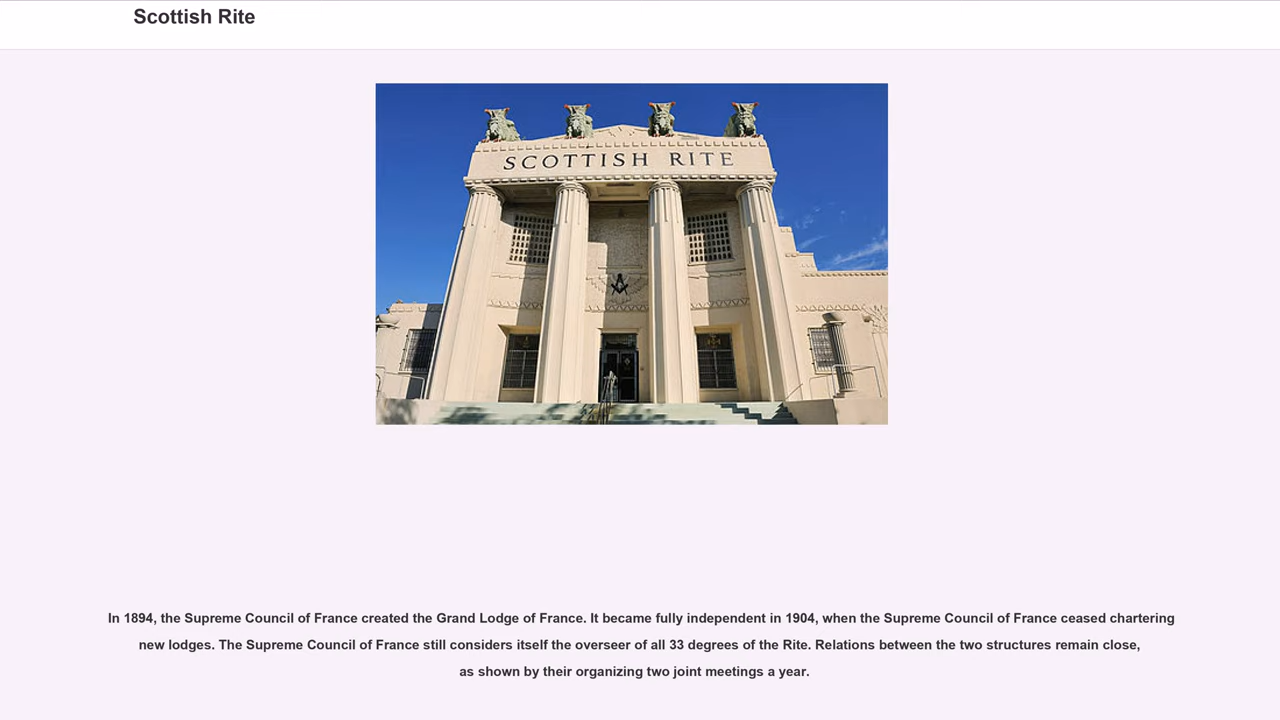 Scottish Rite
SCOTTISH RITE
In 1894, the Supreme Council of France created the Grand Lodge of France. It became fully independent in 1904, when the Supreme Council of France ceased chartering
new lodges. The Supreme Council of France still considers itself the overseer of all 33 degrees of the Rite. Relations between the two structures remain close,
as shown by their organizing two joint meetings a year.